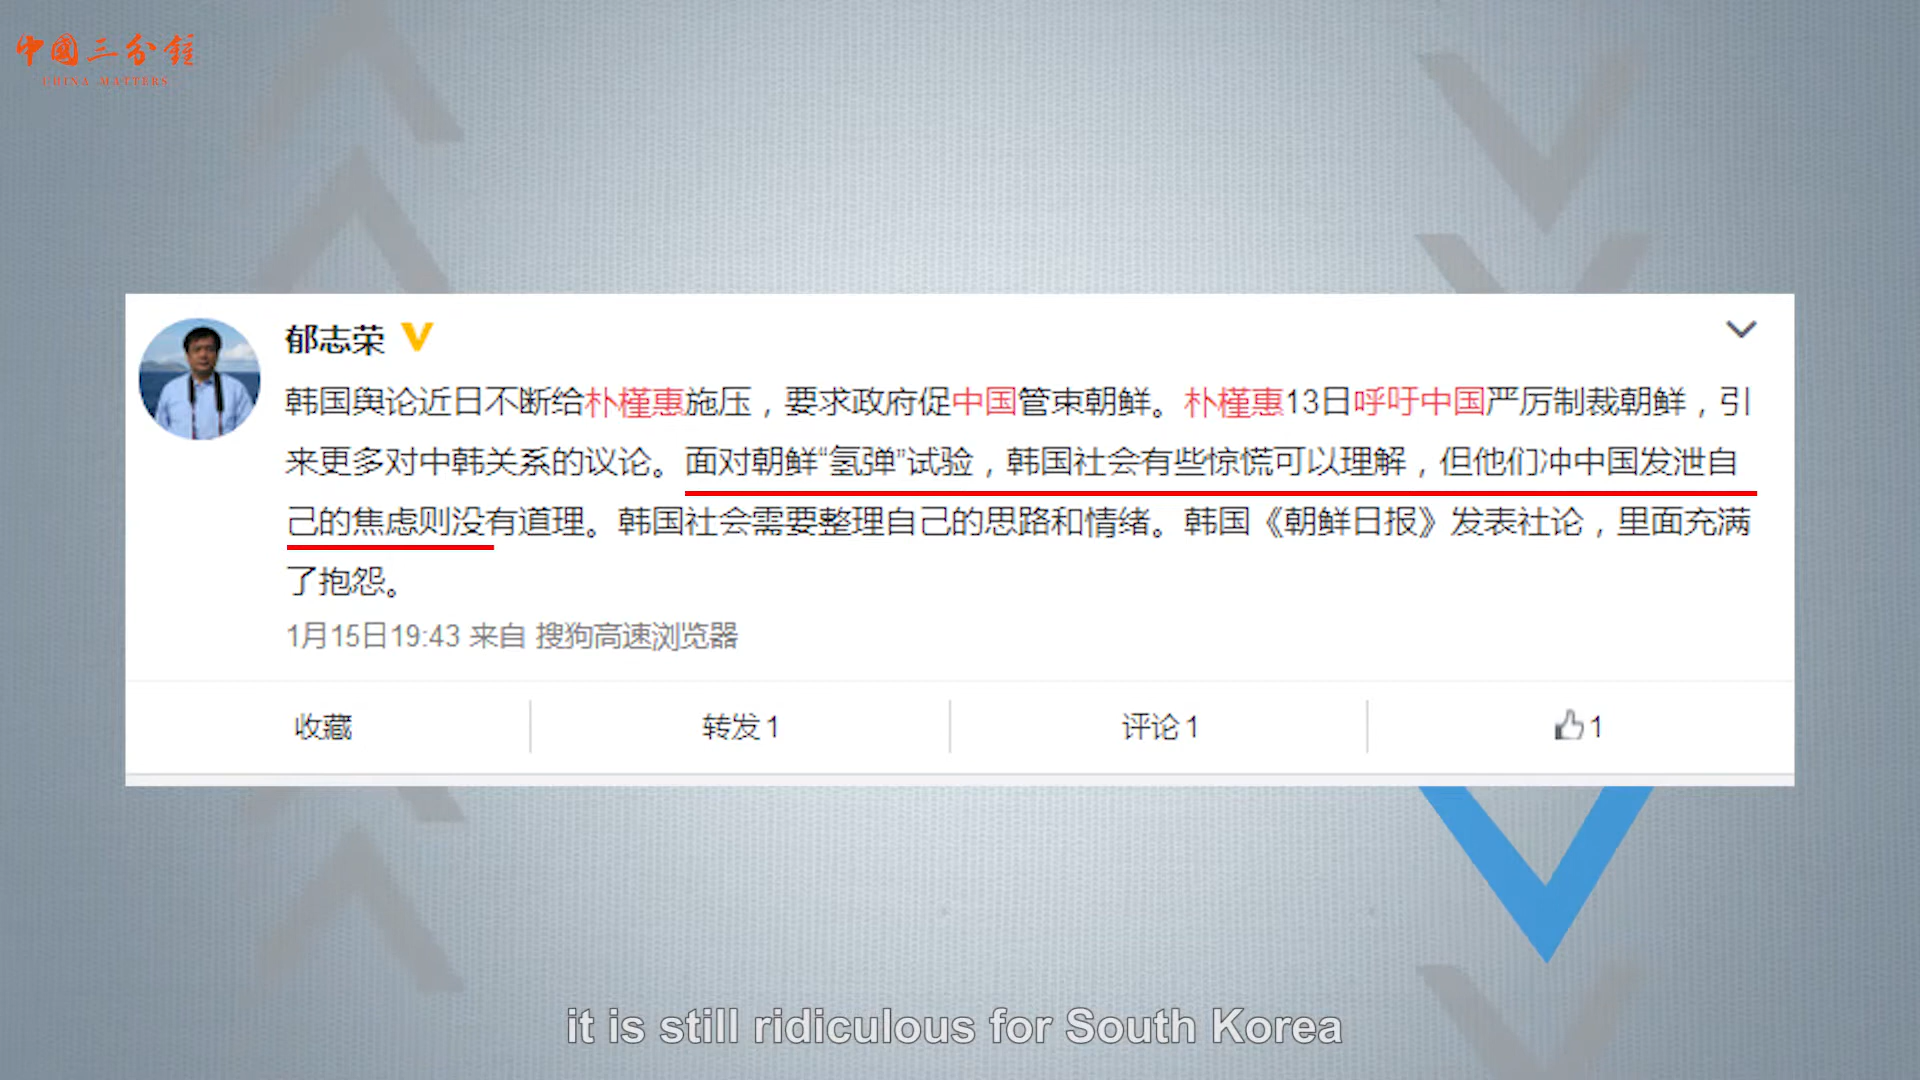 中國三分鐘
CHINA MATTERS
郁志荣
韩国舆论近日不断给朴槿惠施压，要求政府促中国管束朝鲜。朴槿惠13日呼吁中国严厉制裁朝鲜，引
来更多对中韩关系的议论。面对朝鲜“氢弹”试验，韩国社会有些惊慌可以理解，但他们冲中国发泄自
己的焦虑则没有道理。韩国社会需要整理自己的思路和情绪。韩国《朝鲜日报》发表社论，里面充满
了抱怨。
1月15日19:43 来自 搜狗高速浏览器
收藏 转发 1 评论 1 1
it is still ridiculous for South Korea